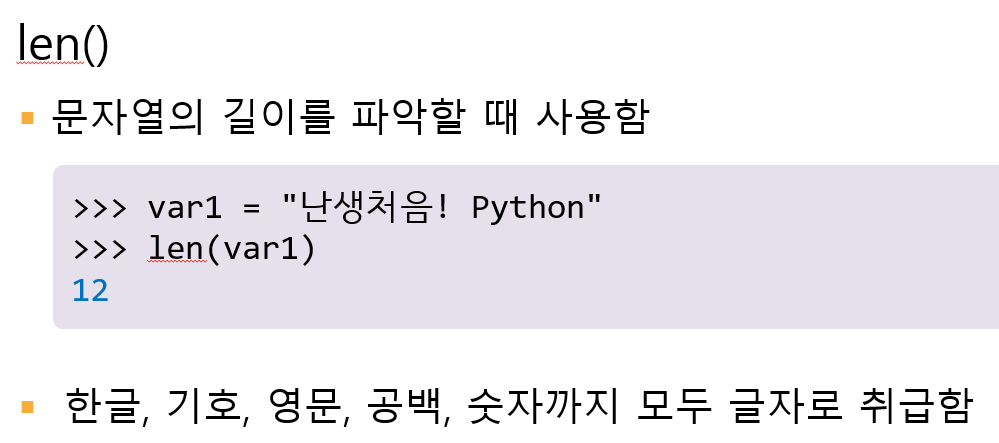 len()
▪ 문자열의 길이를 파악할 때 사용함
>>> var1 = "난생처음! Python"
>>> len(var1)
12
▪ 한글, 기호, 영문, 공백, 숫자까지 모두 글자로 취급함